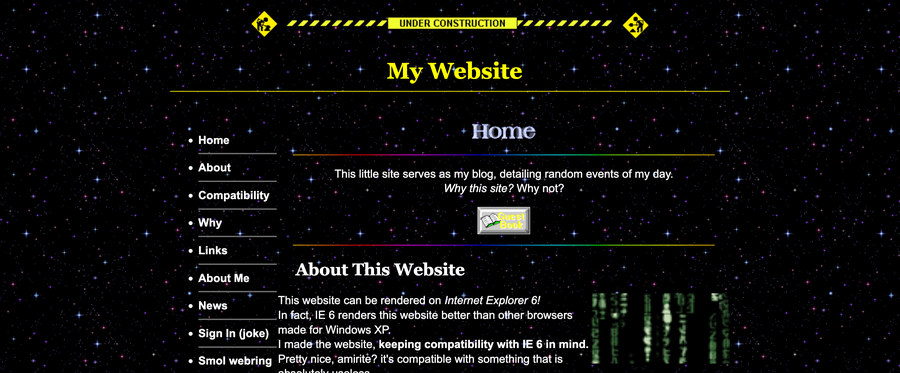 UNDER CONSTRUCTION
My Website
Home
About
Compatibility
Why
Links
About Me
News
Sign In (joke)
Smol webring
Home
This little site serves as my blog, detailing random events of my day.
Why this site? Why not?
Guest
Book
About This Website
This website can be rendered on Internet Explorer 6!
In fact, IE 6 renders this website better than other browsers
made for Windows XP.
I made the website, keeping compatibility with IE 6 in mind.
Pretty nice, amirite? it's compatible with something that is
absolutely useless